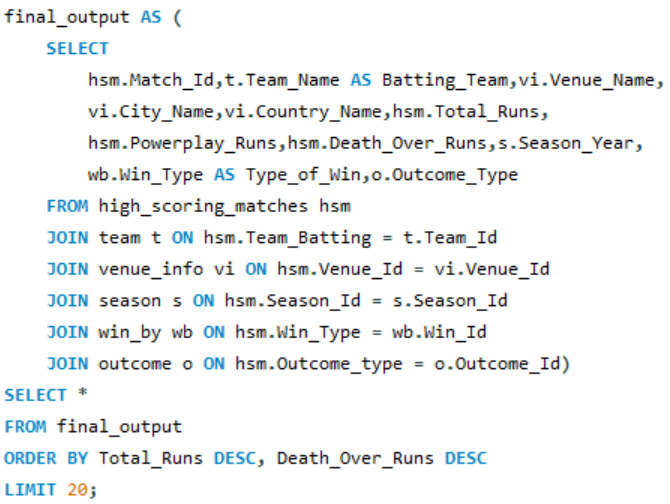 final_output AS (
    SELECT
        hsm.Match_Id,t.Team_Name AS Batting_Team,vi.Venue_Name,
        vi.City_Name,vi.Country_Name,hsm.Total_Runs,
        hsm.Powerplay_Runs,hsm.Death_Over_Runs,s.Season_Year,
        wb.Win_Type AS Type_of_Win,o.Outcome_Type
    FROM high_scoring_matches hsm
    JOIN team t ON hsm.Team_Batting = t.Team_Id
    JOIN venue_info vi ON hsm.Venue_Id = vi.Venue_Id
    JOIN season s ON hsm.Season_Id = s.Season_Id
    JOIN win_by wb ON hsm.Win_Type = wb.Win_Id
    JOIN outcome o ON hsm.Outcome_type = o.Outcome_Id)
SELECT *
FROM final_output
ORDER BY Total_Runs DESC, Death_Over_Runs DESC
LIMIT 20;